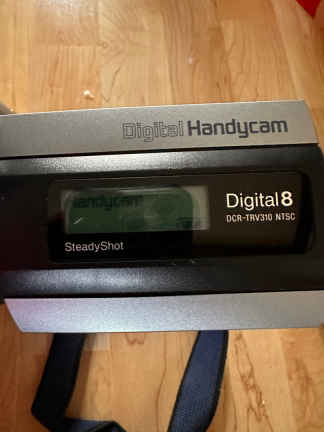 Digital Handycam
Handycam
Digital8
DCR-TRV310 NTSC
SteadyShot